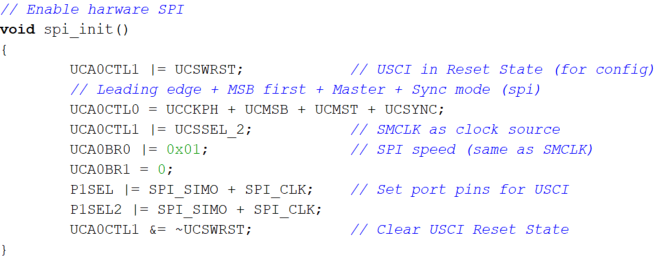 // Enable harware SPI
void spi_init()
{
UCA0CTL1 |= UCSWRST; // USCI in Reset State (for config)
// Leading edge + MSB first + Master + Sync mode (spi)
UCA0CTL0 = UCCKPH + UCMSB + UCMST + UCSYNC;
UCA0CTL1 |= UCSSEL_2; // SMCLK as clock source
UCA0BR0 |= 0x01; // SPI speed (same as SMCLK)
UCA0BR1 = 0;
P1SEL |= SPI_SIMO + SPI_CLK; // Set port pins for USCI
P1SEL2 |= SPI_SIMO + SPI_CLK;
UCA0CTL1 &= ~UCSWRST; // Clear USCI Reset State
}